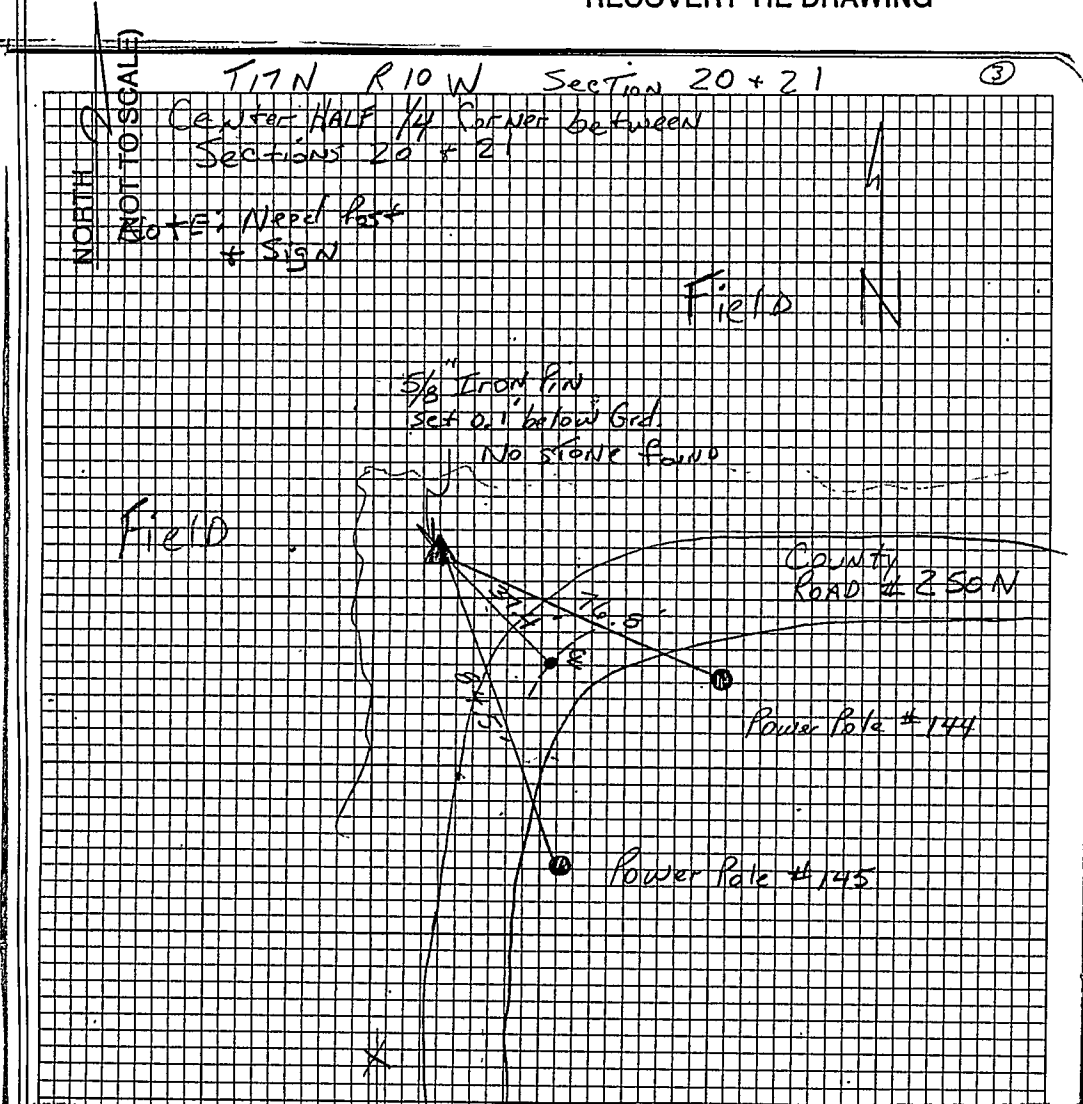 RECOVERY TIE DRAWING
T17N R10W Section 20 + 21
③
Center HALF 1/4 Corner between
Sections 20 + 21
NORTH
(NOT TO SCALE)
NOTE: Need Post
+ Sign
Field
N
5/8" Iron Pin
set 0.1' below Grd.
No stone found
Field
County
Road # 250N
76.5'
Power Pole # 144
Power Pole # 145
X